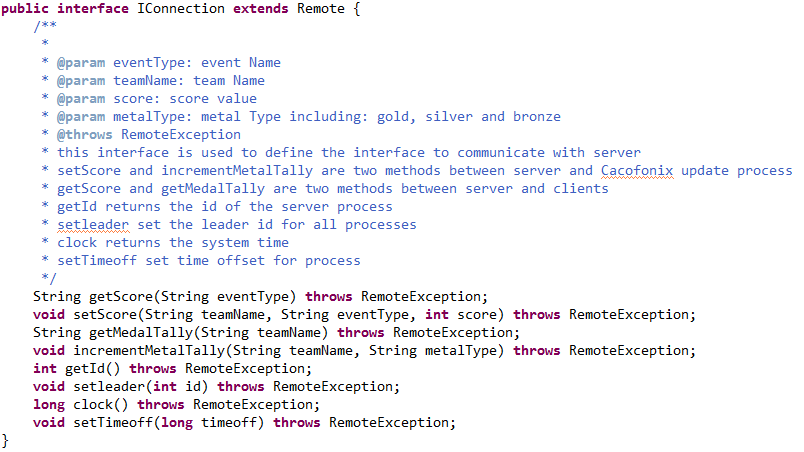 public interface IConnection extends Remote {
    /**
     *
     * @param eventType: event Name
     * @param teamName: team Name
     * @param score: score value
     * @param metalType: metal Type including: gold, silver and bronze
     * @throws RemoteException
     * this interface is used to define the interface to communicate with server
     * setScore and incrementMetalTally are two methods between server and Cacofonix update process
     * getScore and getMedalTally are two methods between server and clients
     * getId returns the id of the server process
     * setleader set the leader id for all processes
     * clock returns the system time
     * setTimeoff set time offset for process
     */
    String getScore(String eventType) throws RemoteException;
    void setScore(String teamName, String eventType, int score) throws RemoteException;
    String getMedalTally(String teamName) throws RemoteException;
    void incrementMetalTally(String teamName, String metalType) throws RemoteException;
    int getId() throws RemoteException;
    void setleader(int id) throws RemoteException;
    long clock() throws RemoteException;
    void setTimeoff(long timeoff) throws RemoteException;
}